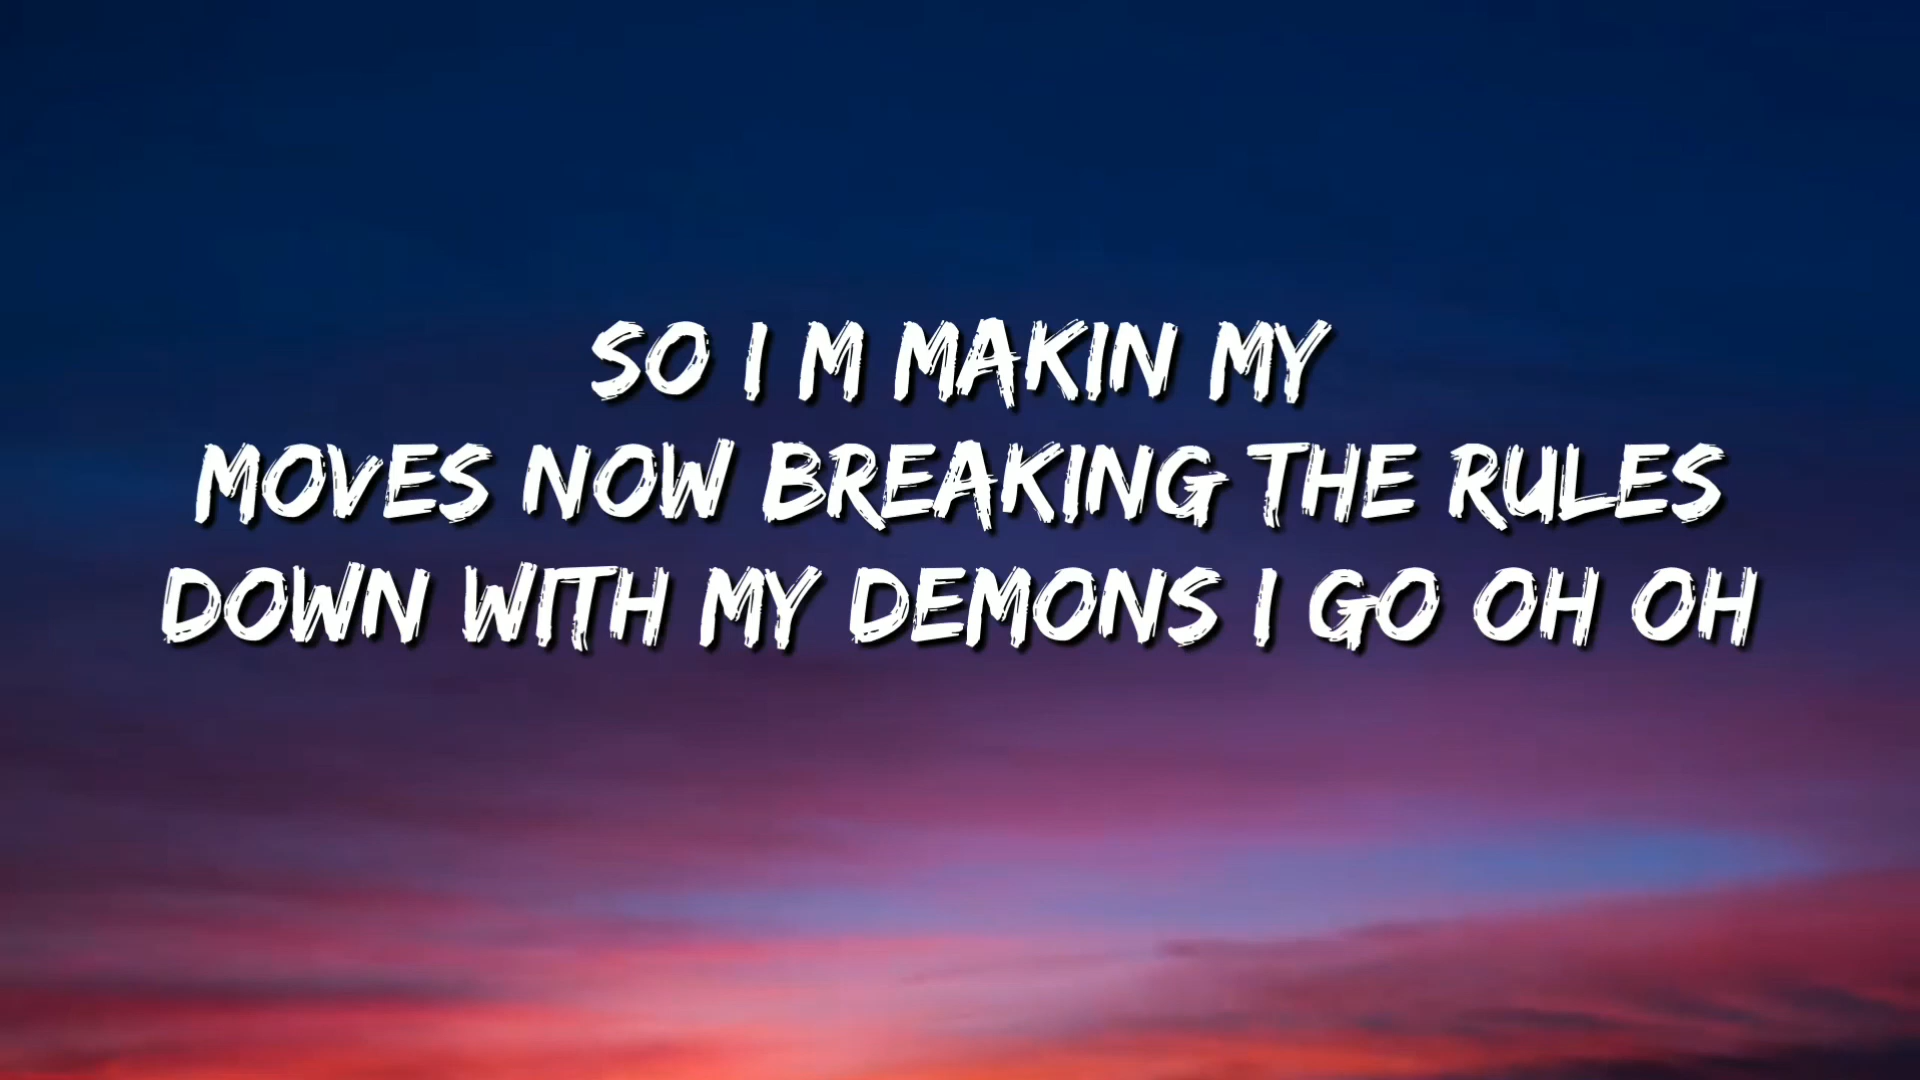 SO I M MAKIN MY
MOVES NOW BREAKING THE RULES
DOWN WITH MY DEMONS I GO OH OH